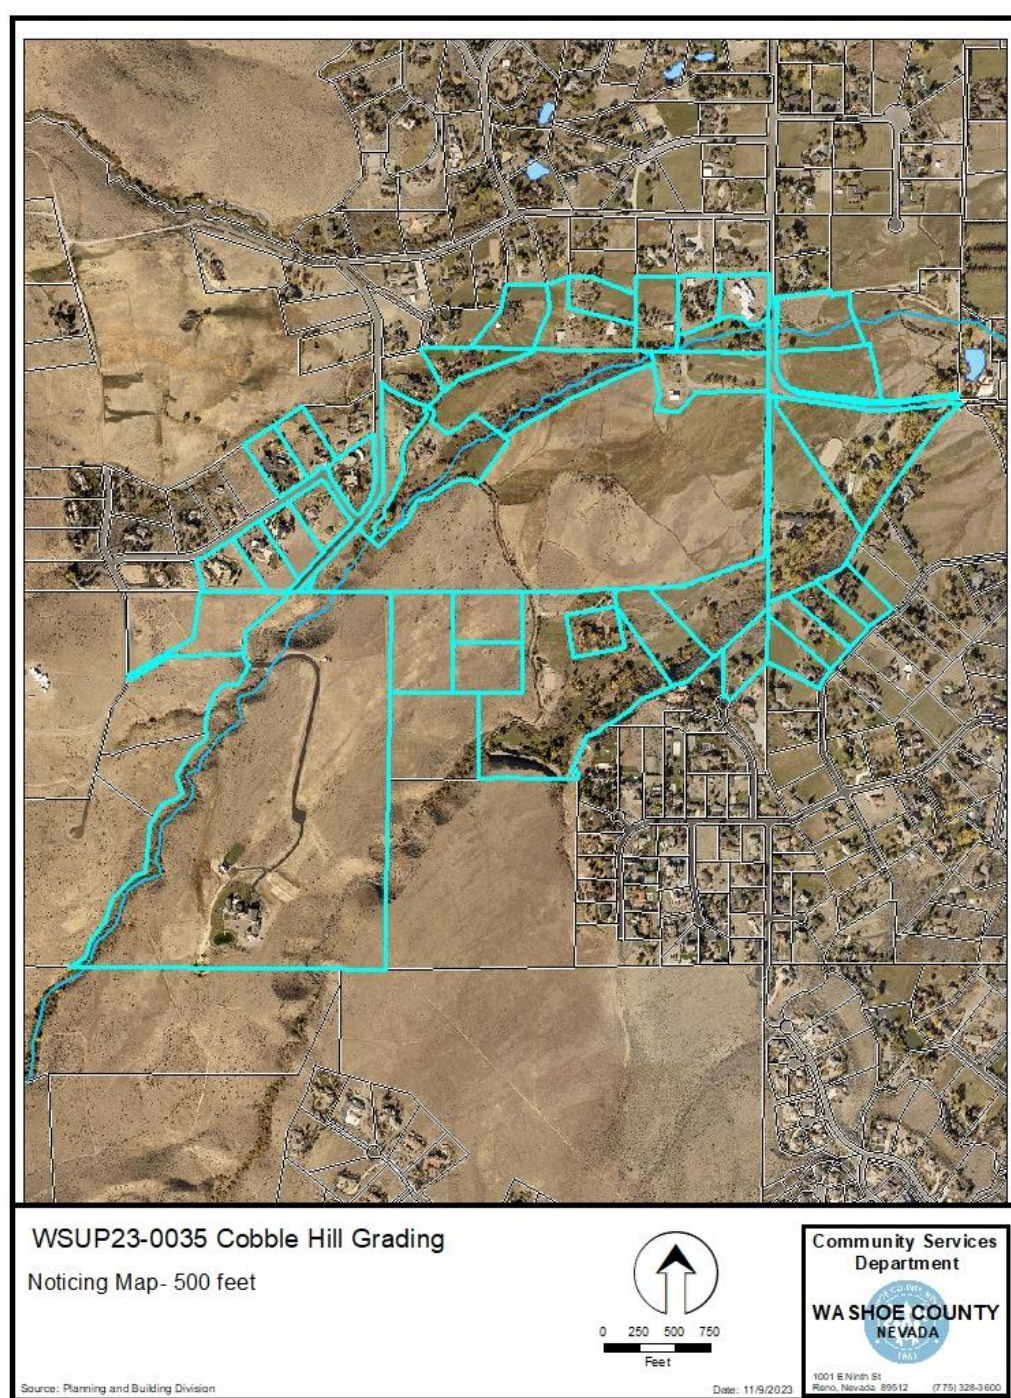 WSUP23-0035 Cobble Hill Grading
Noticing Map- 500 feet
0 250 500 750
Feet
Community Services
Department
WASHOE COUNTY
NEVADA
1861
1001 E Ninth St
Reno, Nevada 89512 (775) 328-3600
Source: Planning and Building Division
Date: 11/9/2023